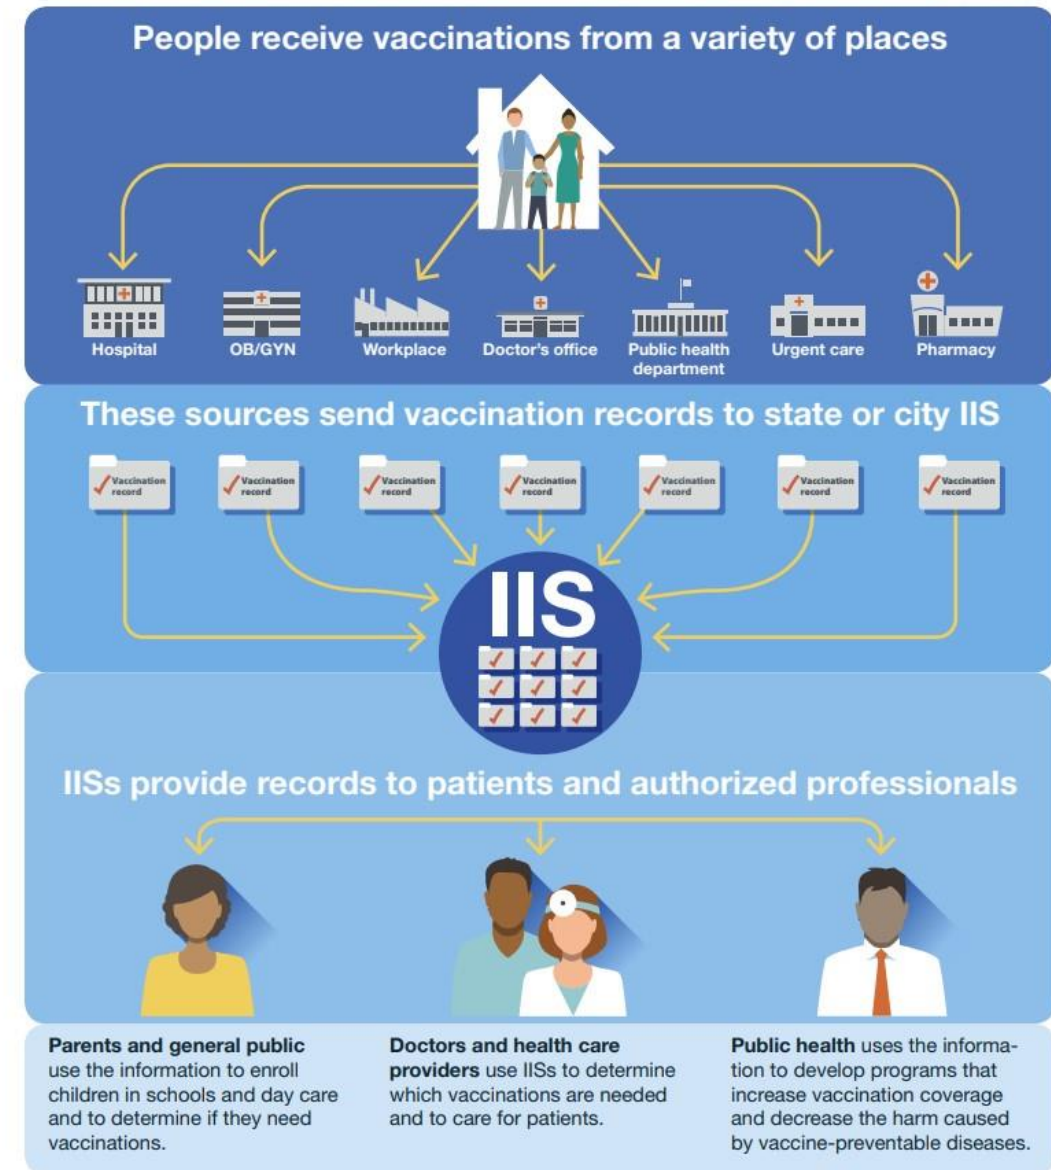 People receive vaccinations from a variety of places
Hospital
OB/GYN
Workplace
Doctor's office
Public health
department
Urgent care
Pharmacy
These sources send vaccination records to state or city IIS
Vaccination
record
Vaccination
record
Vaccination
record
Vaccination
record
Vaccination
record
Vaccination
record
Vaccination
record
IIS
IISs provide records to patients and authorized professionals
Parents and general public
use the information to enroll
children in schools and day care
and to determine if they need
vaccinations.
Doctors and health care
providers use IISs to determine
which vaccinations are needed
and to care for patients.
Public health uses the informa-
tion to develop programs that
increase vaccination coverage
and decrease the harm caused
by vaccine-preventable diseases.